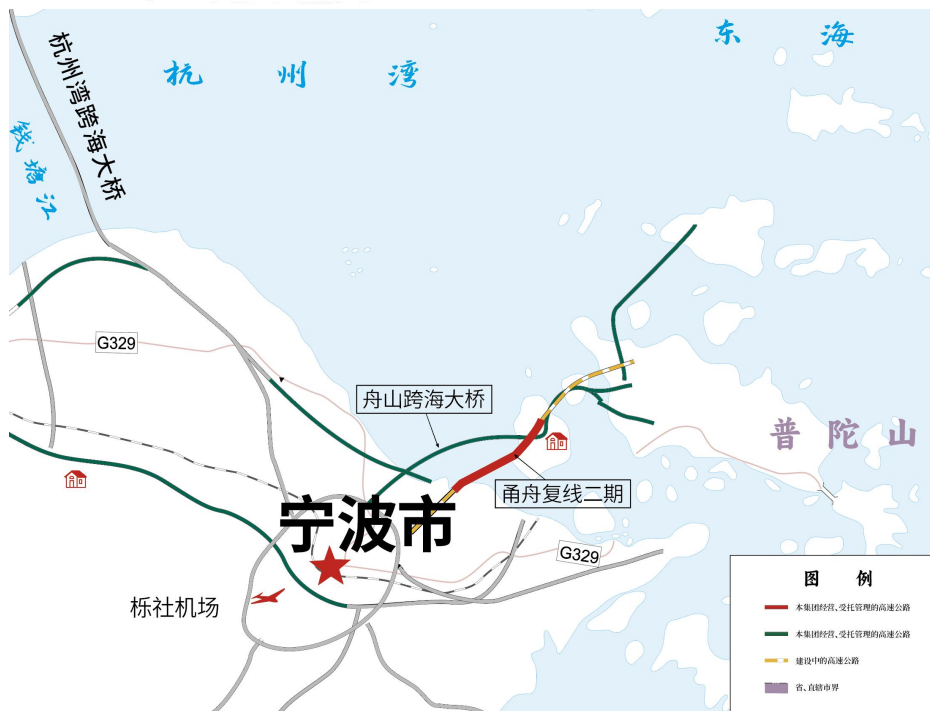 东海
杭州湾
杭州湾跨海大桥
钱塘江
G329
舟山跨海大桥
普陀山
甬舟复线二期
宁波市
G329
栎社机场
图例
本集团经营、受托管理的高速公路
本集团经营、受托管理的高速公路
建设中的高速公路
省、直辖市界